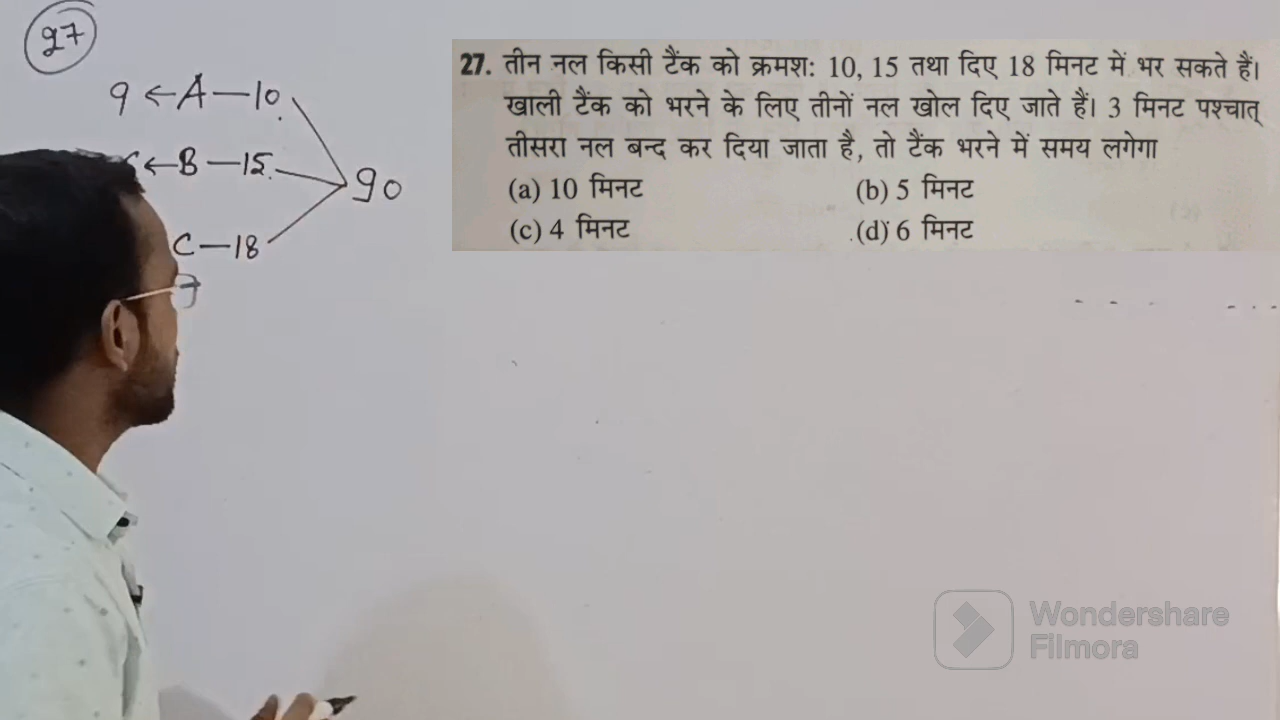 27
9 ← A — 10
← B — 15
C — 18
90
27. तीन नल किसी टैंक को क्रमश: 10, 15 तथा दिए 18 मिनट में भर सकते हैं।
खाली टैंक को भरने के लिए तीनों नल खोल दिए जाते हैं। 3 मिनट पश्चात्
तीसरा नल बन्द कर दिया जाता है, तो टैंक भरने में समय लगेगा
(a) 10 मिनट (b) 5 मिनट
(c) 4 मिनट (d) 6 मिनट
Wondershare
Filmora